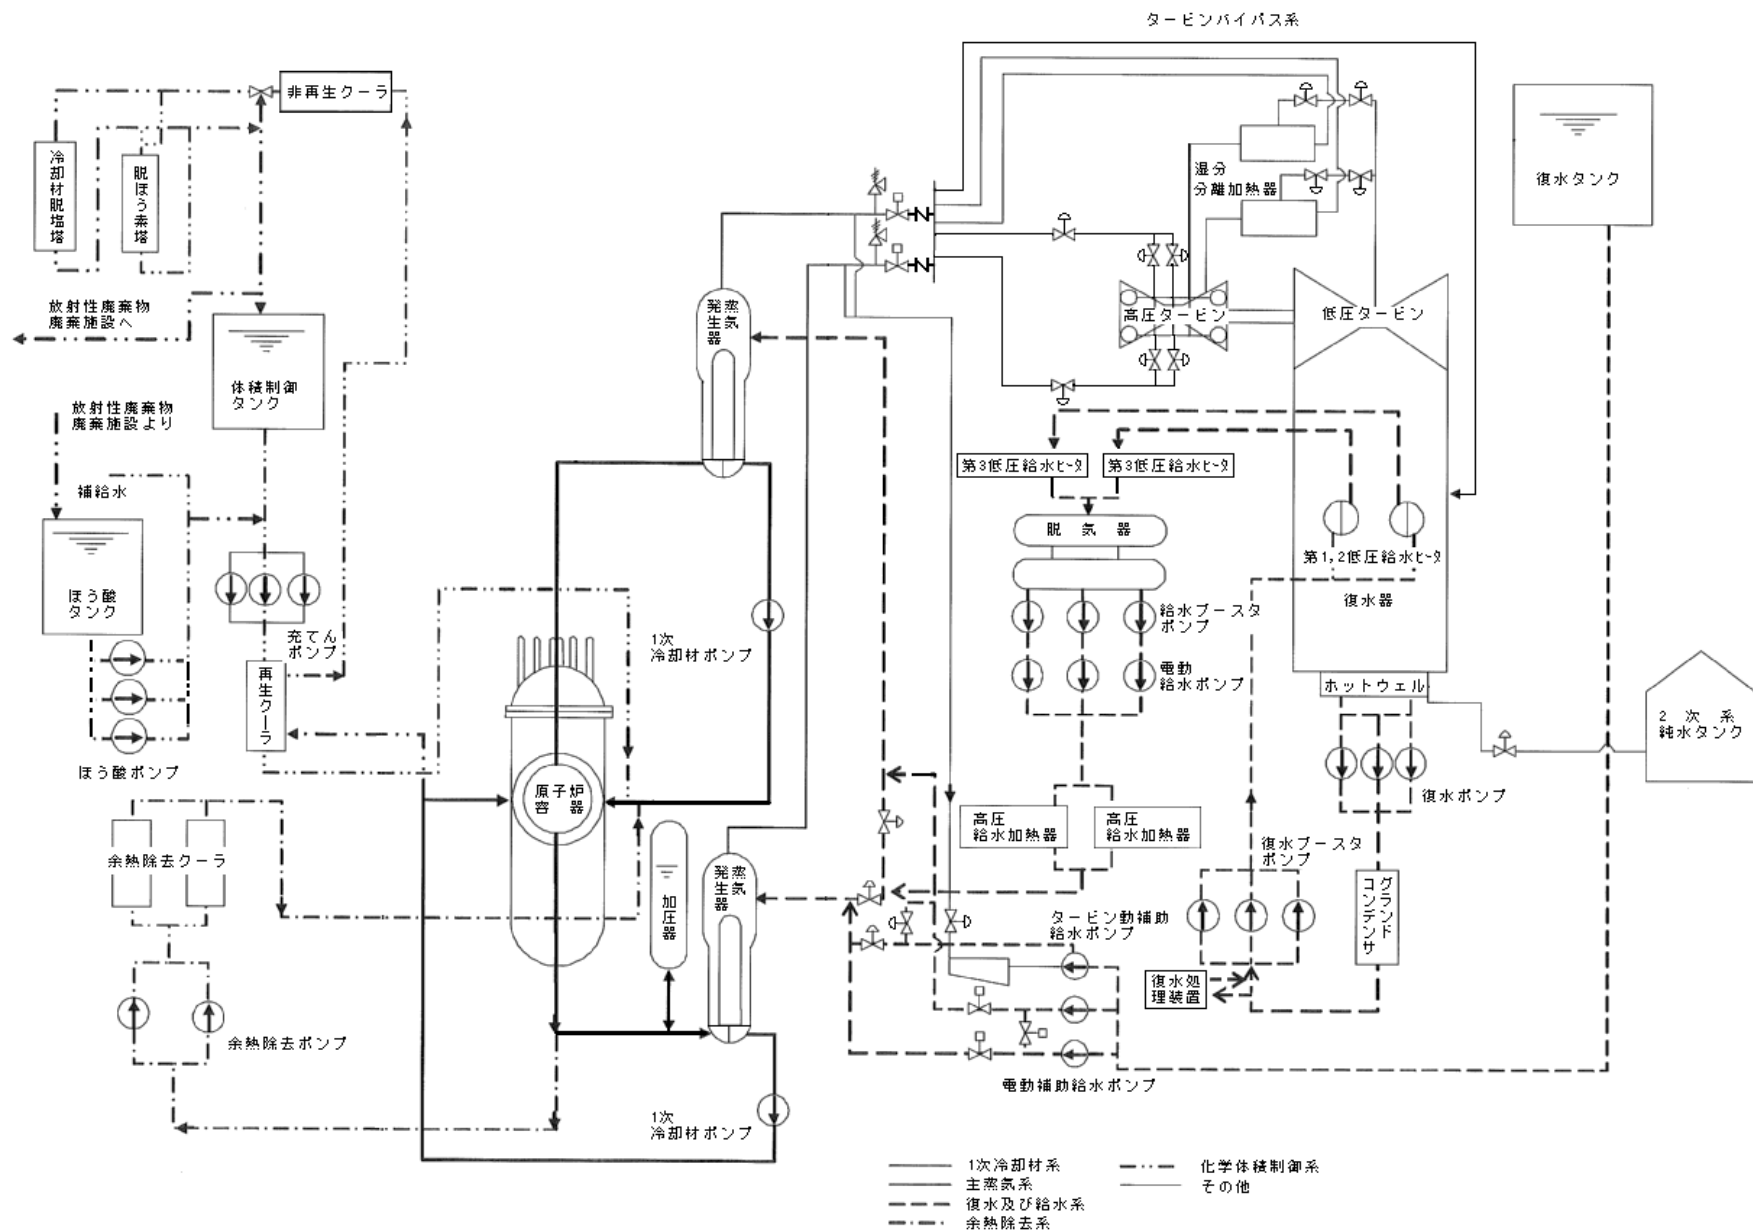 タービンバイパス系
非再生クーラ
冷却材脱塩塔
脱ほう素塔
湿分
分離加熱器
復水タンク
放射性廃棄物
廃棄施設へ
発生器
蒸気
高圧タービン
低圧タービン
体積制御
タンク
放射性廃棄物
廃棄施設より
第3低圧給水ヒータ
第3低圧給水ヒータ
補給水
脱気器
第1,2低圧給水ヒータ
ほう酸
タンク
復水器
給水ブースタ
ポンプ
充てん
ポンプ
1次
冷却材ポンプ
電動
給水ポンプ
再生クーラ
ホットウェル
2次系
純水タンク
ほう酸ポンプ
原子炉
容器
復水ポンプ
高圧
給水加熱器
高圧
給水加熱器
余熱除去クーラ
復水ブースタ
ポンプ
発生器
蒸気
加圧器
グランド
コンデンサ
タービン動補助
給水ポンプ
復水処
理装置
余熱除去ポンプ
電動補助給水ポンプ
1次
冷却材ポンプ
1次冷却材系
化学体積制御系
主蒸気系
その他
復水及び給水系
余熱除去系